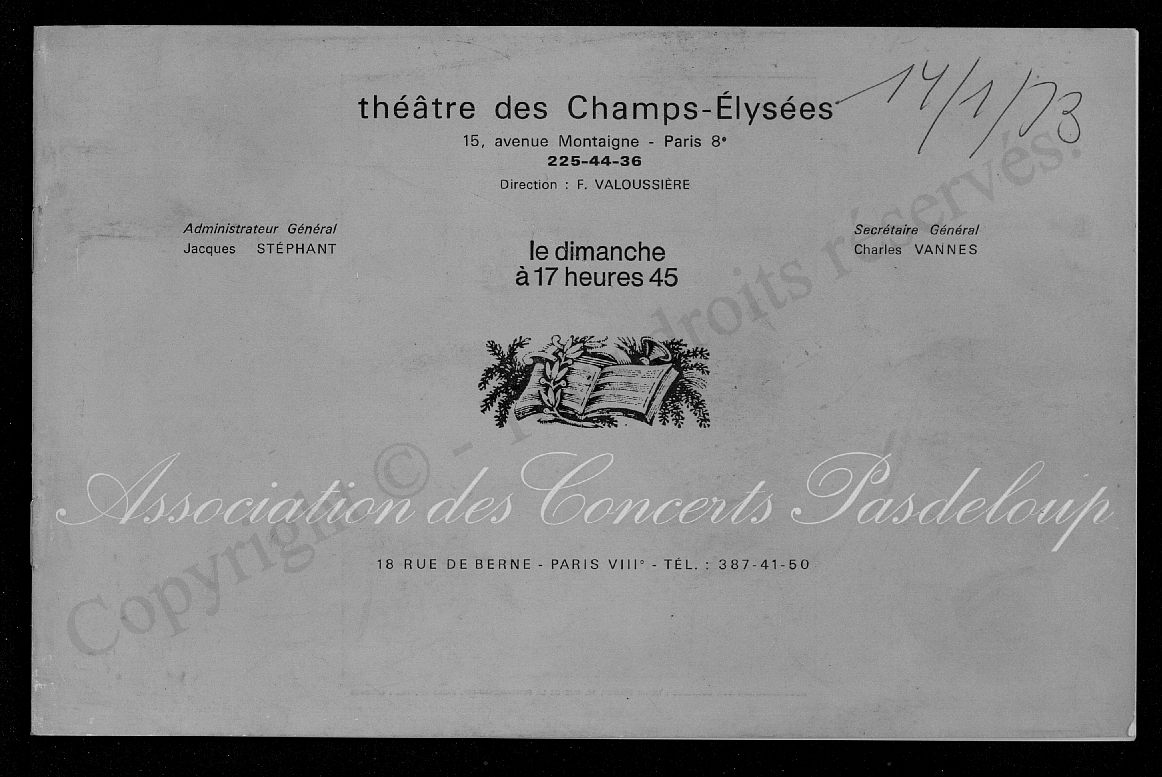 théâtre des Champs-Élysées
14/1/73
15, avenue Montaigne - Paris 8e
225-44-36
Direction : F. VALOUSSIÈRE
Administrateur Général
Jacques STÉPHANT
Secrétaire Général
Charles VANNES
le dimanche
à 17 heures 45
Association des Concerts Pasdeloup
18 RUE DE BERNE - PARIS VIII° - TÉL. : 387-41-50
Copyright © - droits réservés.